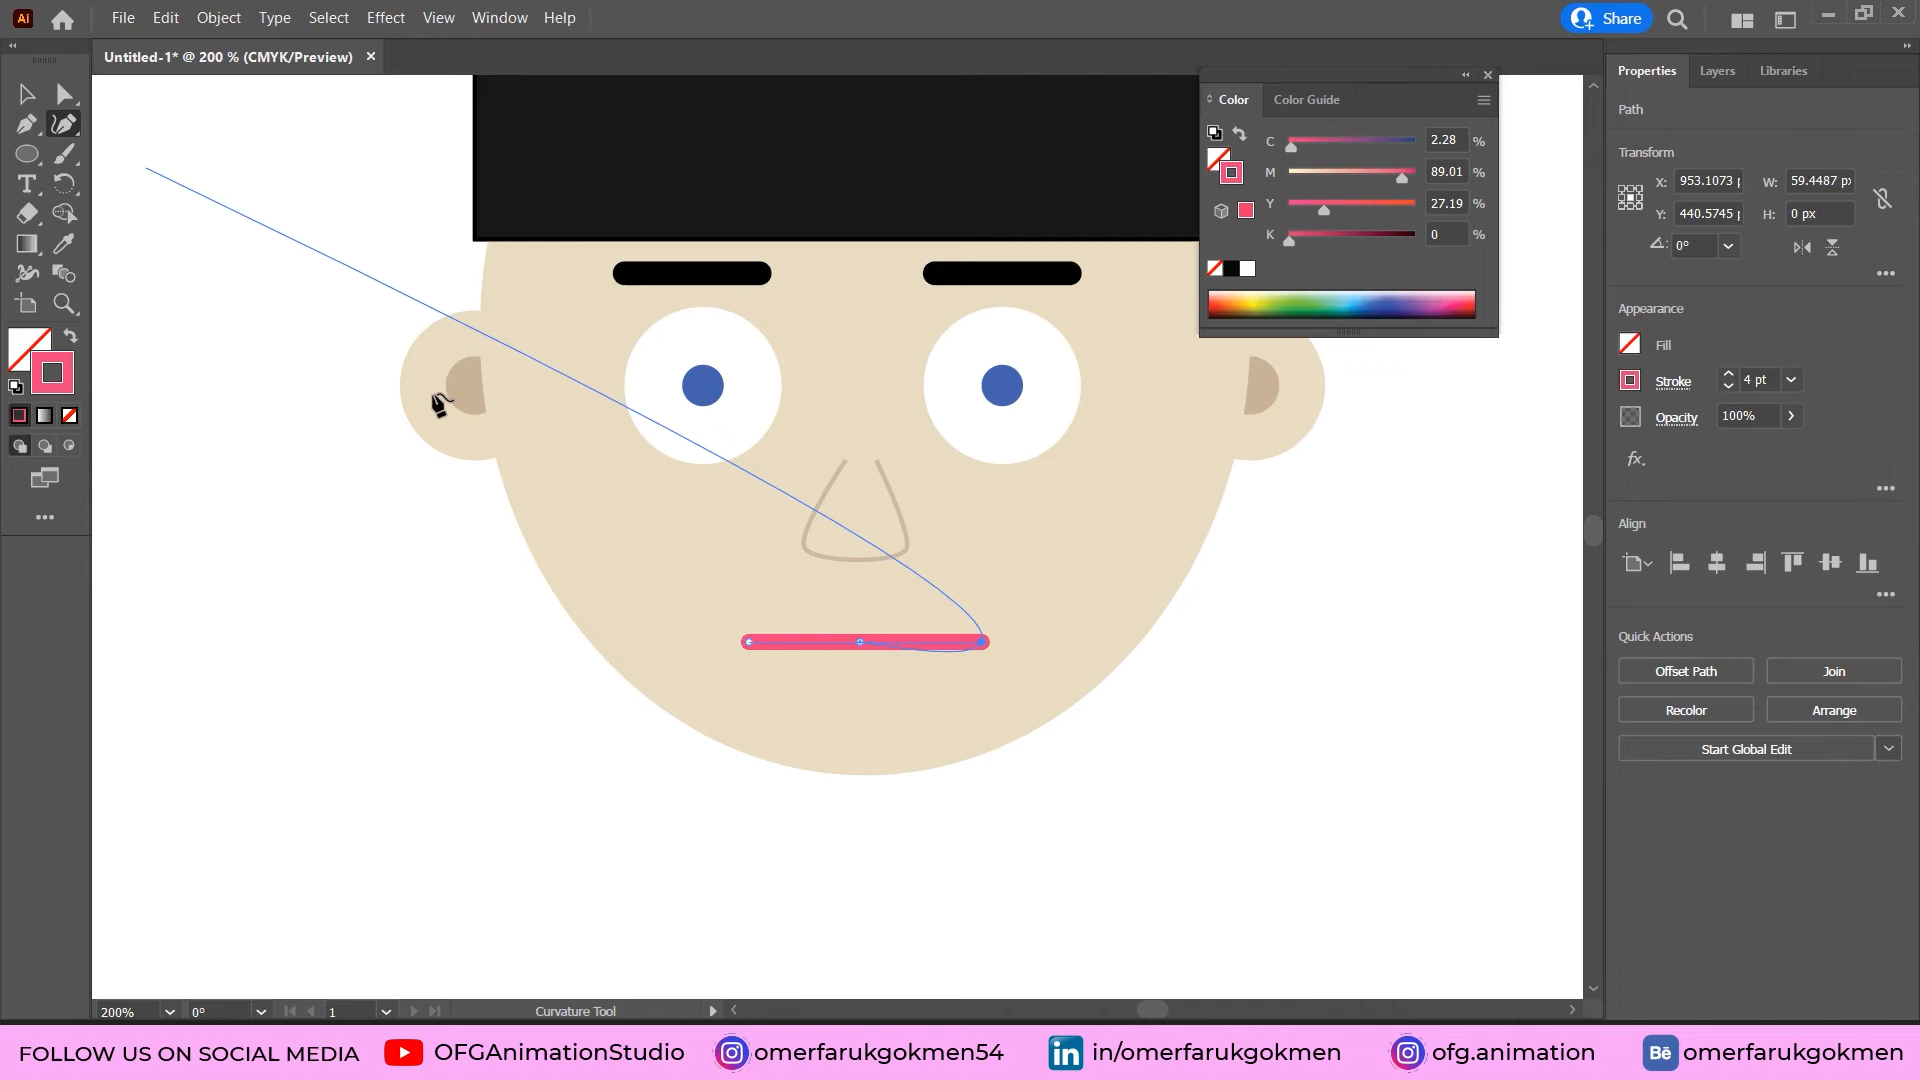 Ai File Edit Object Type Select Effect View Window Help Share
Untitled-1* @ 200 % (CMYK/Preview)
Properties Layers Libraries
Color Color Guide
Path
C 2.28 %
Transform
M 89.01 %
X: 953.1073 p W: 59.4487 p
Y 27.19 %
Y: 440.5745 p H: 0 px
K 0 %
0°
Appearance
Fill
Stroke 4 pt
Opacity 100%
fx.
Align
Quick Actions
Offset Path Join
Recolor Arrange
Start Global Edit
200% 0° 1 Curvature Tool
FOLLOW US ON SOCIAL MEDIA OFGAnimationStudio omerfarukgokmen54 in in/omerfarukgokmen ofg.animation Bē omerfarukgokmen